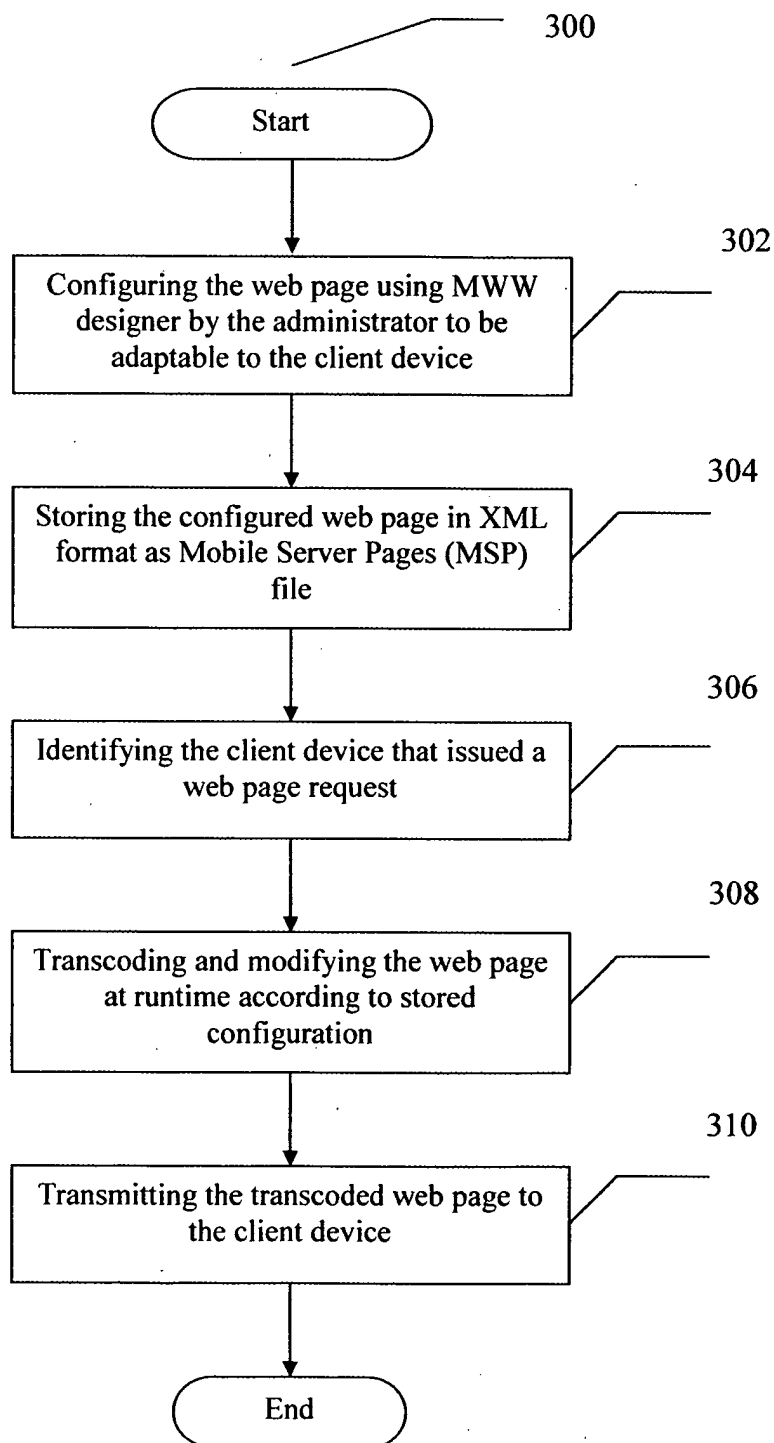 300
Start
302
Configuring the web page using MWW
designer by the administrator to be
adaptable to the client device
304
Storing the configured web page in XML
format as Mobile Server Pages (MSP)
file
306
Identifying the client device that issued a
web page request
308
Transcoding and modifying the web page
at runtime according to stored
configuration
310
Transmitting the transcoded web page to
the client device
End